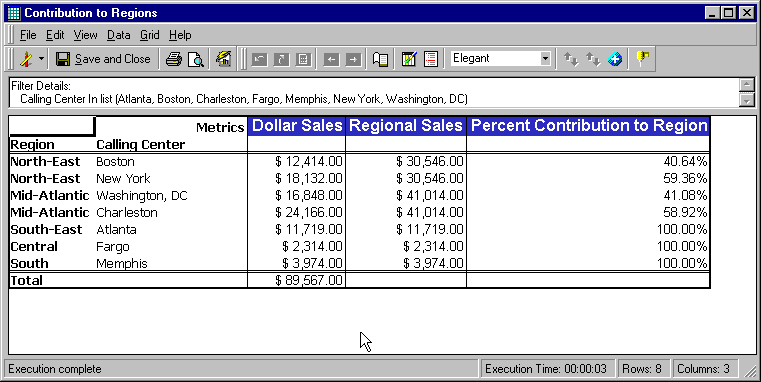 Contribution to Regions
File Edit View Data Grid Help
Save and Close Elegant
Filter Details:
Calling Center In list (Atlanta, Boston, Charleston, Fargo, Memphis, New York, Washington, DC)
Metrics Dollar Sales Regional Sales Percent Contribution to Region
Region Calling Center
North-East Boston $ 12,414.00 $ 30,546.00 40.64%
North-East New York $ 18,132.00 $ 30,546.00 59.36%
Mid-Atlantic Washington, DC $ 16,848.00 $ 41,014.00 41.08%
Mid-Atlantic Charleston $ 24,166.00 $ 41,014.00 58.92%
South-East Atlanta $ 11,719.00 $ 11,719.00 100.00%
Central Fargo $ 2,314.00 $ 2,314.00 100.00%
South Memphis $ 3,974.00 $ 3,974.00 100.00%
Total $ 89,567.00
Execution complete Execution Time: 00:00:03 Rows: 8 Columns: 3